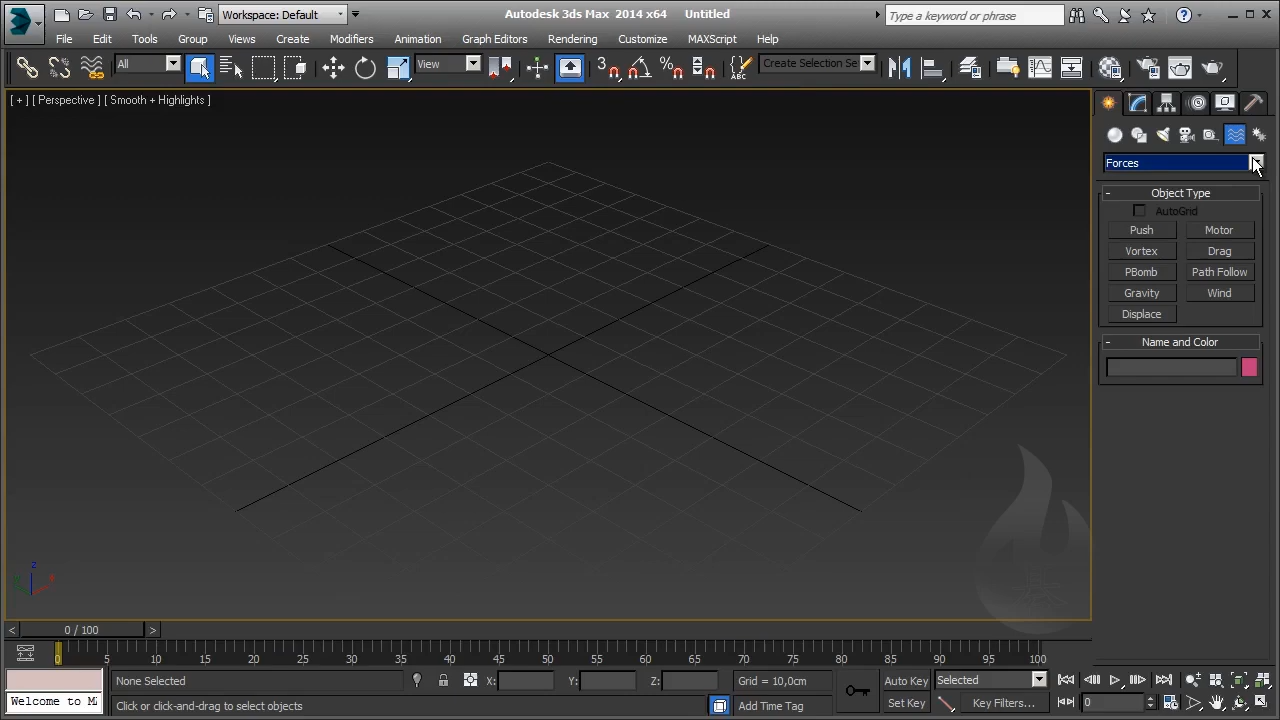 Workspace: Default
Autodesk 3ds Max 2014 x64 Untitled
Type a keyword or phrase
File Edit Tools Group Views Create Modifiers Animation Graph Editors Rendering Customize MAXScript Help
All
View
3
%
ABC
Create Selection Se
[ + ] [ Perspective ] [ Smooth + Highlights ]
Forces
- Object Type
AutoGrid
Push Motor
Vortex Drag
PBomb Path Follow
Gravity Wind
Displace
- Name and Color
z
x
y
< 0 / 100 >
0 5 10 15 20 25 30 35 40 45 50 55 60 65 70 75 80 85 90 95 100
None Selected
X: Y: Z:
Grid = 10,0cm
Auto Key
Selected
Welcome to M
Click or click-and-drag to select objects
Add Time Tag
Set Key
Key Filters...
0